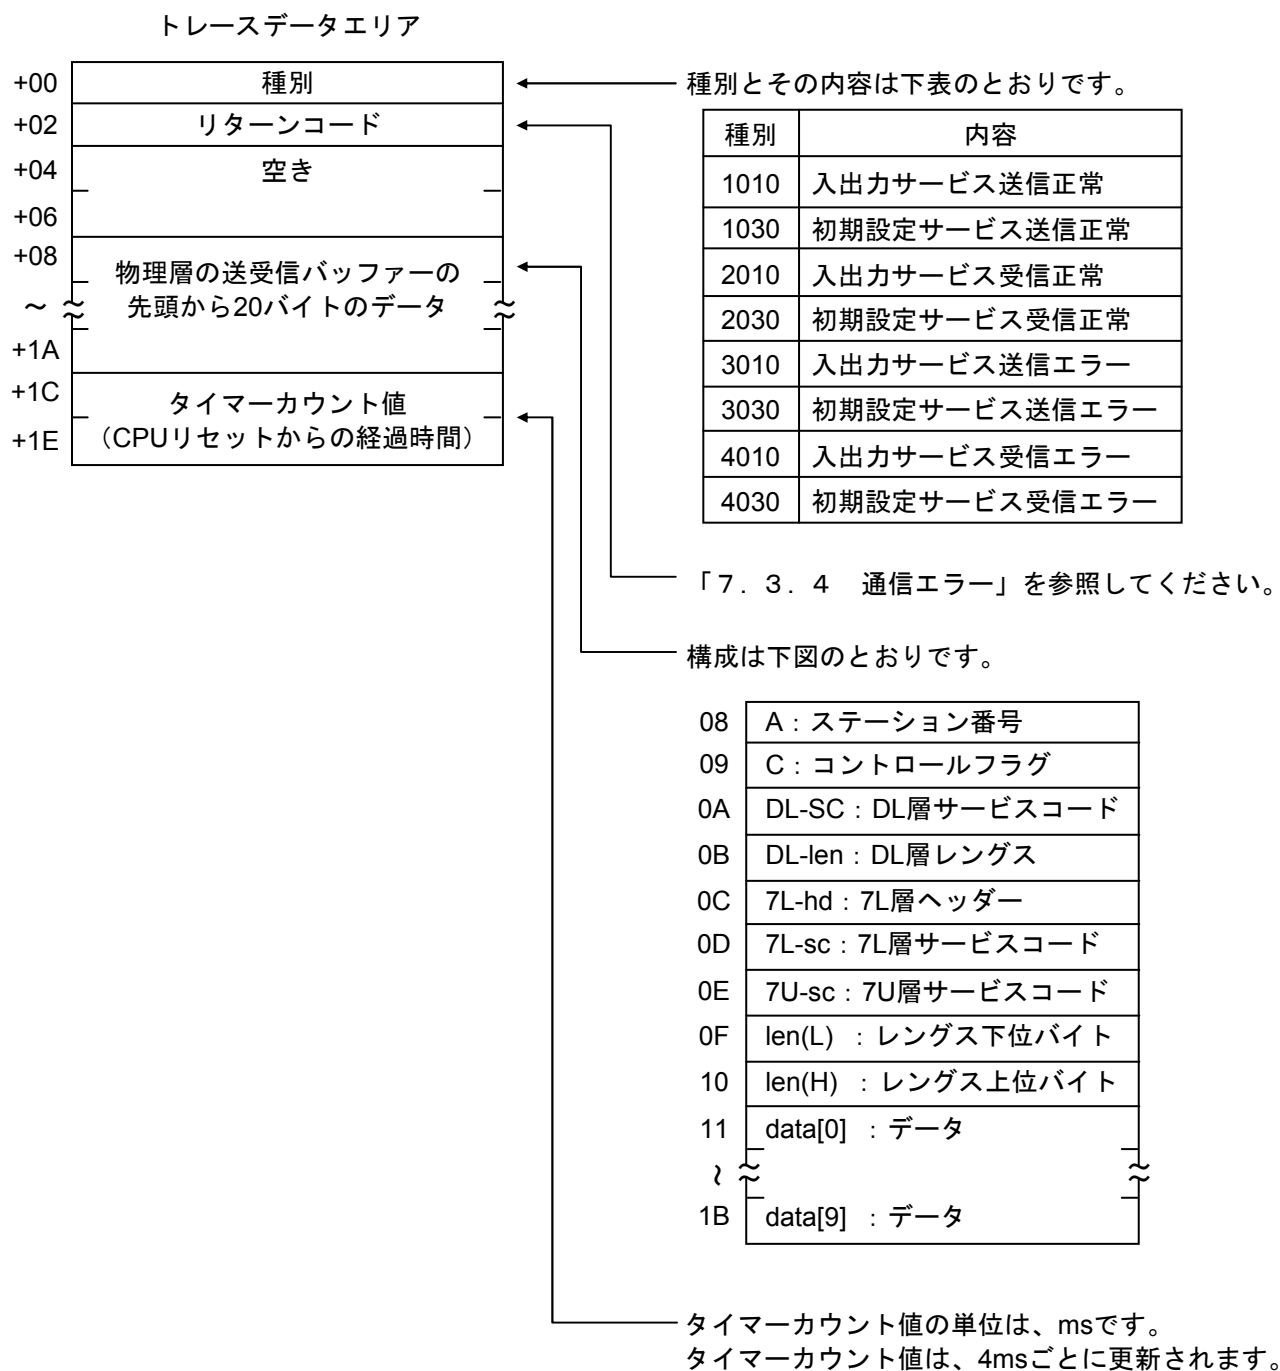 トレースデータエリア
+00 種別
+02 リターンコード
+04 空き
+06
+08 物理層の送受信バッファーの
～ 先頭から20バイトのデータ
+1A
+1C タイマーカウント値
+1E （CPUリセットからの経過時間）
種別とその内容は下表のとおりです。
種別 内容
1010 入出力サービス送信正常
1030 初期設定サービス送信正常
2010 入出力サービス受信正常
2030 初期設定サービス受信正常
3010 入出力サービス送信エラー
3030 初期設定サービス送信エラー
4010 入出力サービス受信エラー
4030 初期設定サービス受信エラー
「７．３．４　通信エラー」を参照してください。
構成は下図のとおりです。
08 A：ステーション番号
09 C：コントロールフラグ
0A DL-SC：DL層サービスコード
0B DL-len：DL層レングス
0C 7L-hd：7L層ヘッダー
0D 7L-sc：7L層サービスコード
0E 7U-sc：7U層サービスコード
0F len(L) ：レングス下位バイト
10 len(H) ：レングス上位バイト
11 data[0] ：データ
～
1B data[9] ：データ
タイマーカウント値の単位は、msです。
タイマーカウント値は、4msごとに更新されます。